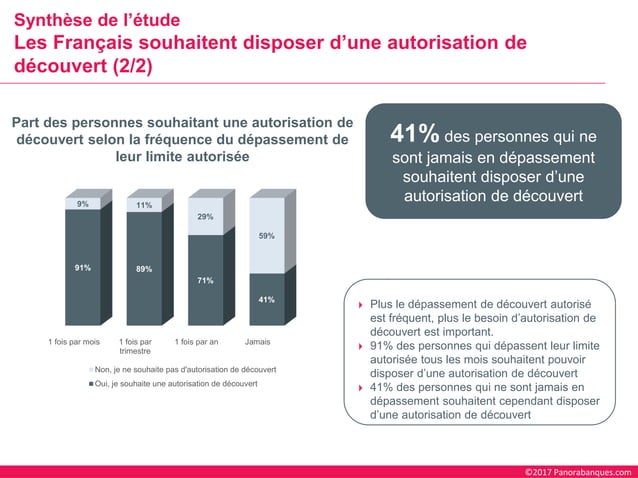 Synthèse de l’étude
Les Français souhaitent disposer d’une autorisation de
découvert (2/2)
Part des personnes souhaitant une autorisation de
découvert selon la fréquence du dépassement de
leur limite autorisée
9%
11%
29%
59%
91%
89%
71%
41%
1 fois par mois
1 fois par
trimestre
1 fois par an
Jamais
Non, je ne souhaite pas d'autorisation de découvert
Oui, je souhaite une autorisation de découvert
41% des personnes qui ne
sont jamais en dépassement
souhaitent disposer d’une
autorisation de découvert
Plus le dépassement de découvert autorisé
est fréquent, plus le besoin d’autorisation de
découvert est important.
91% des personnes qui dépassent leur limite
autorisée tous les mois souhaitent pouvoir
disposer d’une autorisation de découvert
41% des personnes qui ne sont jamais en
dépassement souhaitent cependant disposer
d’une autorisation de découvert
©2017 Panorabanques.com